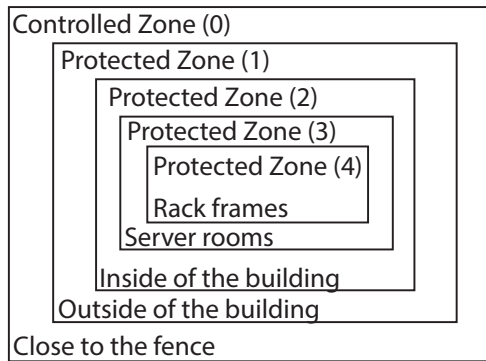 Controlled Zone (0)
Protected Zone (1)
Protected Zone (2)
Protected Zone (3)
Protected Zone (4)
Rack frames
Server rooms
Inside of the building
Outside of the building
Close to the fence